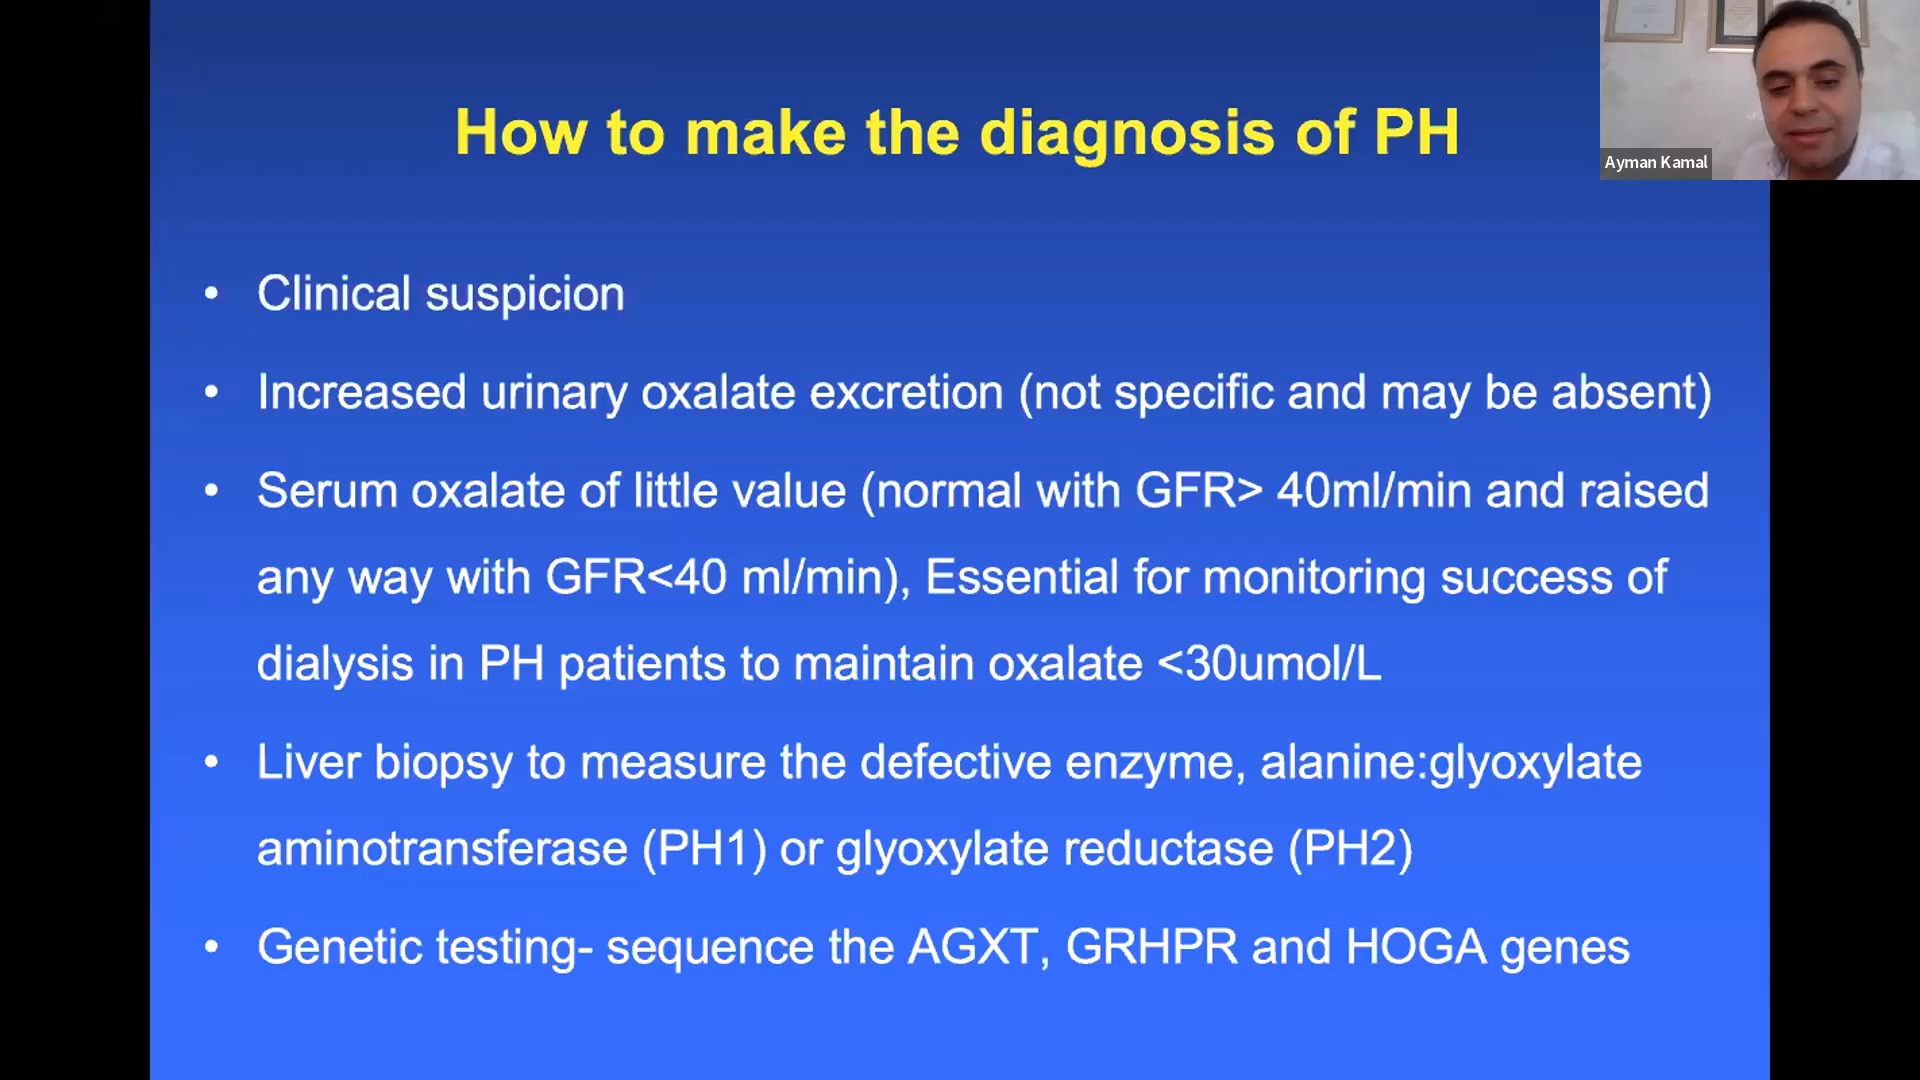 How to make the diagnosis of PH
Ayman Kamal
• Clinical suspicion
• Increased urinary oxalate excretion (not specific and may be absent)
• Serum oxalate of little value (normal with GFR> 40ml/min and raised
any way with GFR<40 ml/min), Essential for monitoring success of
dialysis in PH patients to maintain oxalate <30umol/L
• Liver biopsy to measure the defective enzyme, alanine:glyoxylate
aminotransferase (PH1) or glyoxylate reductase (PH2)
• Genetic testing- sequence the AGXT, GRHPR and HOGA genes